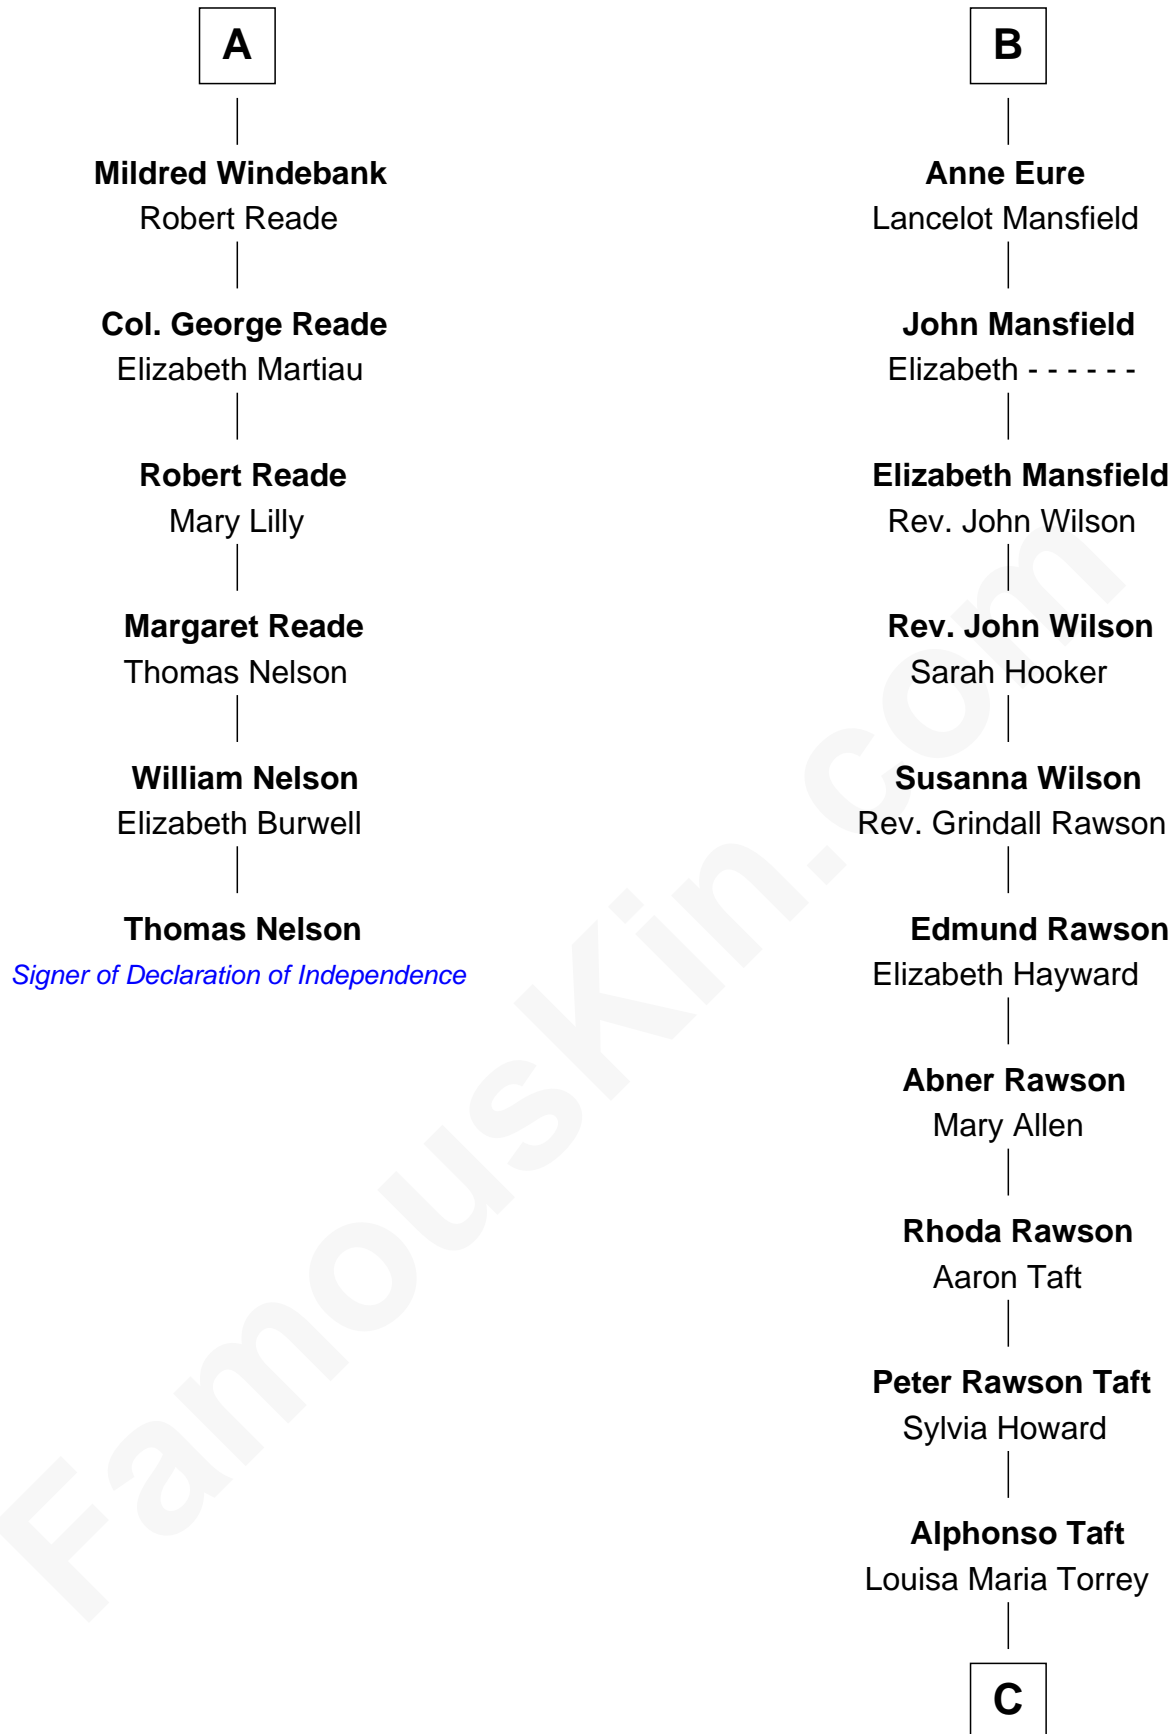 A
Mildred Windebank
Robert Reade
Col. George Reade
Elizabeth Martiau
Robert Reade
Mary Lilly
Margaret Reade
Thomas Nelson
William Nelson
Elizabeth Burwell
Thomas Nelson
Signer of Declaration of Independence
B
Anne Eure
Lancelot Mansfield
John Mansfield
Elizabeth - - - - - -
Elizabeth Mansfield
Rev. John Wilson
Rev. John Wilson
Sarah Hooker
Susanna Wilson
Rev. Grindall Rawson
Edmund Rawson
Elizabeth Hayward
Abner Rawson
Mary Allen
Rhoda Rawson
Aaron Taft
Peter Rawson Taft
Sylvia Howard
Alphonso Taft
Louisa Maria Torrey
C
FamousKin.com